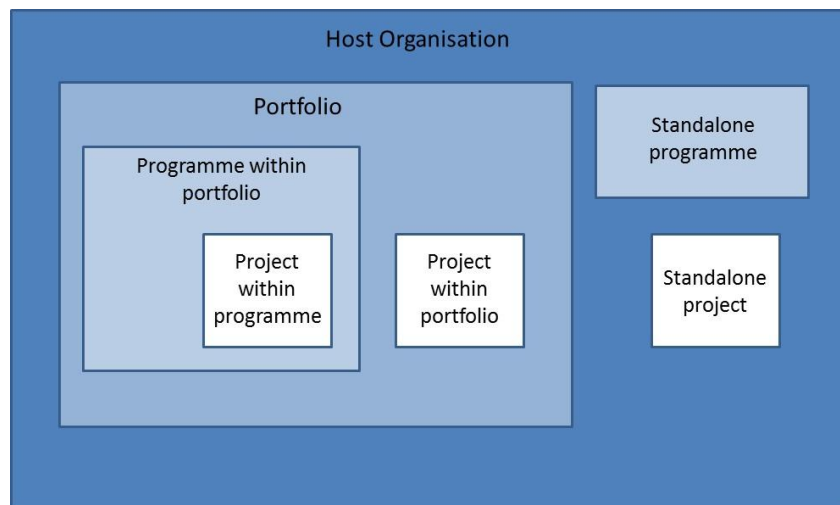 Host Organisation
Portfolio
Programme within
portfolio
Project
within
programme
Project
within
portfolio
Standalone
programme
Standalone
project